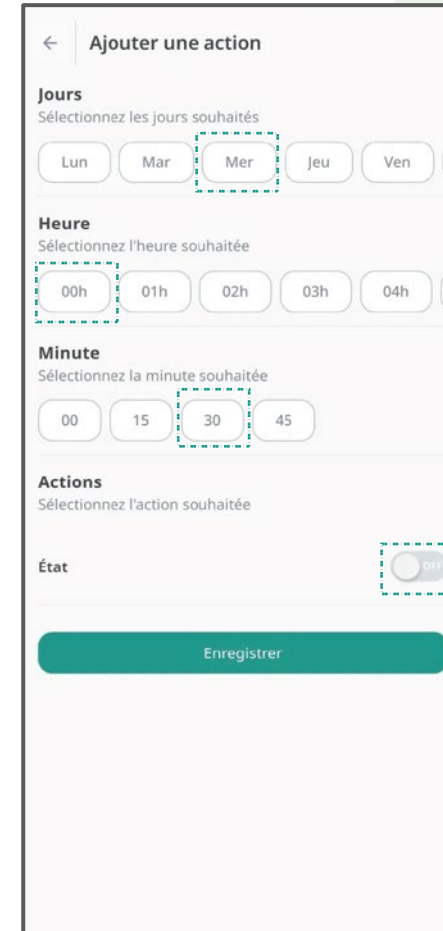 Ajouter une action
Jours
Sélectionnez les jours souhaités
Lun Mar Mer Jeu Ven
Heure
Sélectionnez l'heure souhaitée
00h 01h 02h 03h 04h
Minute
Sélectionnez la minute souhaitée
00 15 30 45
Actions
Sélectionnez l'action souhaitée
État OFF
Enregistrer